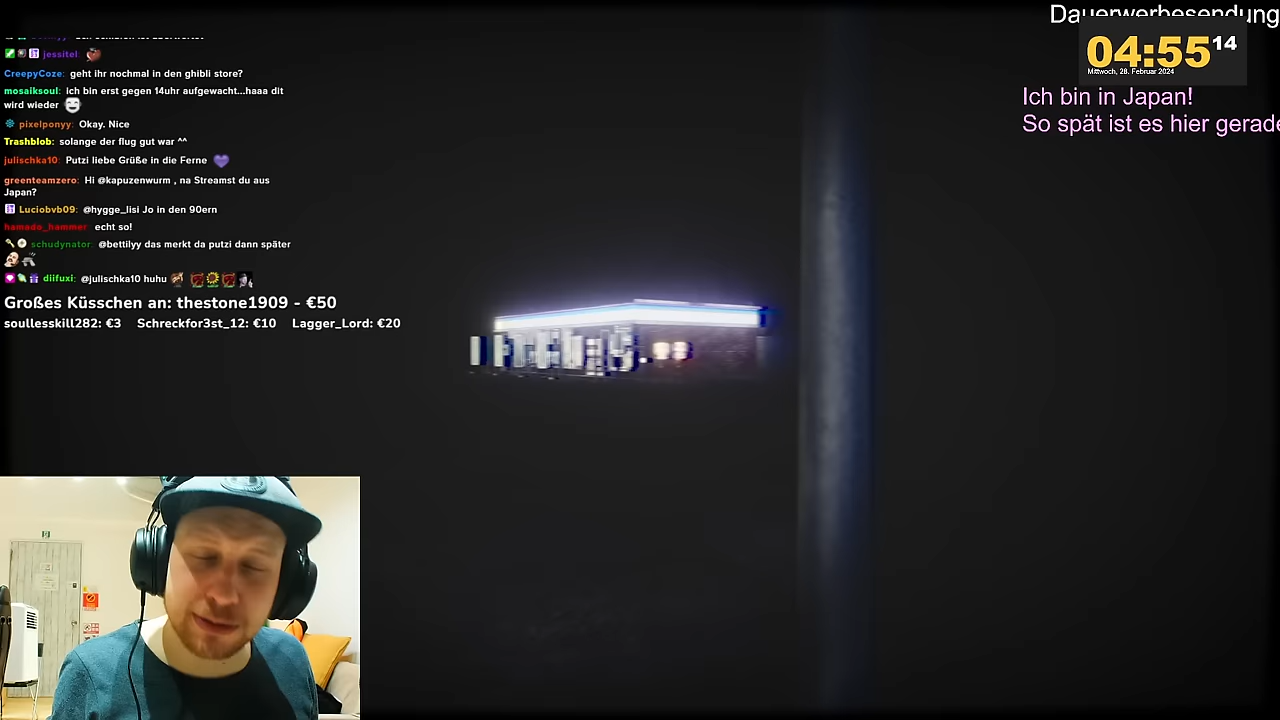 Dauerwerbesendung
04:55 14
Mittwoch, 28. Februar 2024
Ich bin in Japan!
So spät ist es hier gerade
jessitel:
CreepyCoze: geht ihr nochmal in den ghibli store?
mosaiksoul: ich bin erst gegen 14uhr aufgewacht...haaa dit
wird wieder
pixelponyy: Okay. Nice
Trashblob: solange der flug gut war ^^
julischka10: Putzi liebe Grüße in die Ferne
greenteamzero: Hi @kapuzenwurm , na Streamst du aus
Japan?
Luciobvb09: @hygge_lisi Jo in den 90ern
hamado_hammer echt so!
schudynator: @bettilyy das merkt da putzi dann später
diifuxi: @julischka10 huhu
Großes Küsschen an: thestone1909 - €50
soullesskill282: €3 Schreckfor3st_12: €10 Lagger_Lord: €20